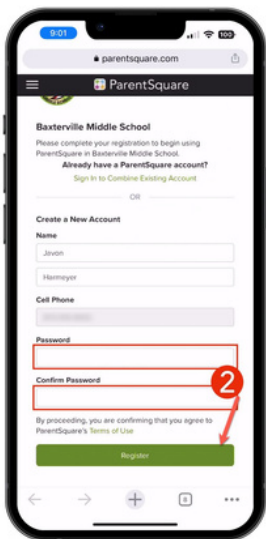 9:01
100
parentsquare.com
ParentSquare
Baxterville Middle School
Please complete your registration to begin using
ParentSquare in Baxterville Middle School.
Already have a ParentSquare account?
Sign In to Combine Existing Account
OR
Create a New Account
Name
Javon
Harmeyer
Cell Phone
Password
Confirm Password
2
By proceeding, you are confirming that you agree to
ParentSquare's Terms of Use
Register
8